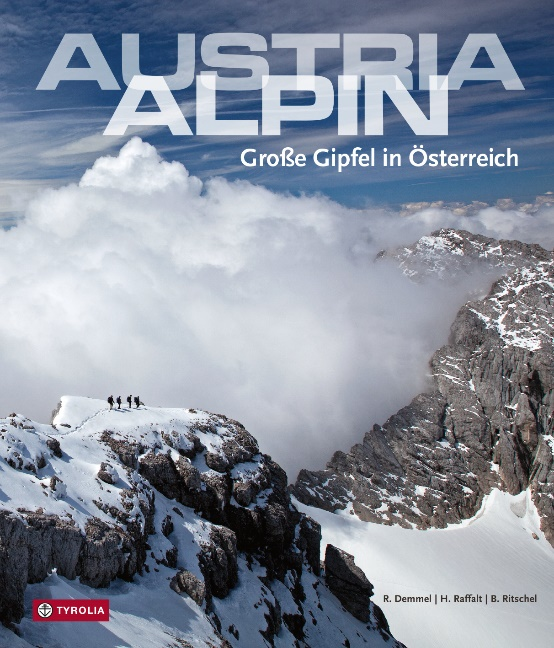 AUSTRIA
ALPIN
Große Gipfel in Österreich
R. Demmel | H. Raffalt | B. Ritschel
TYROLIA